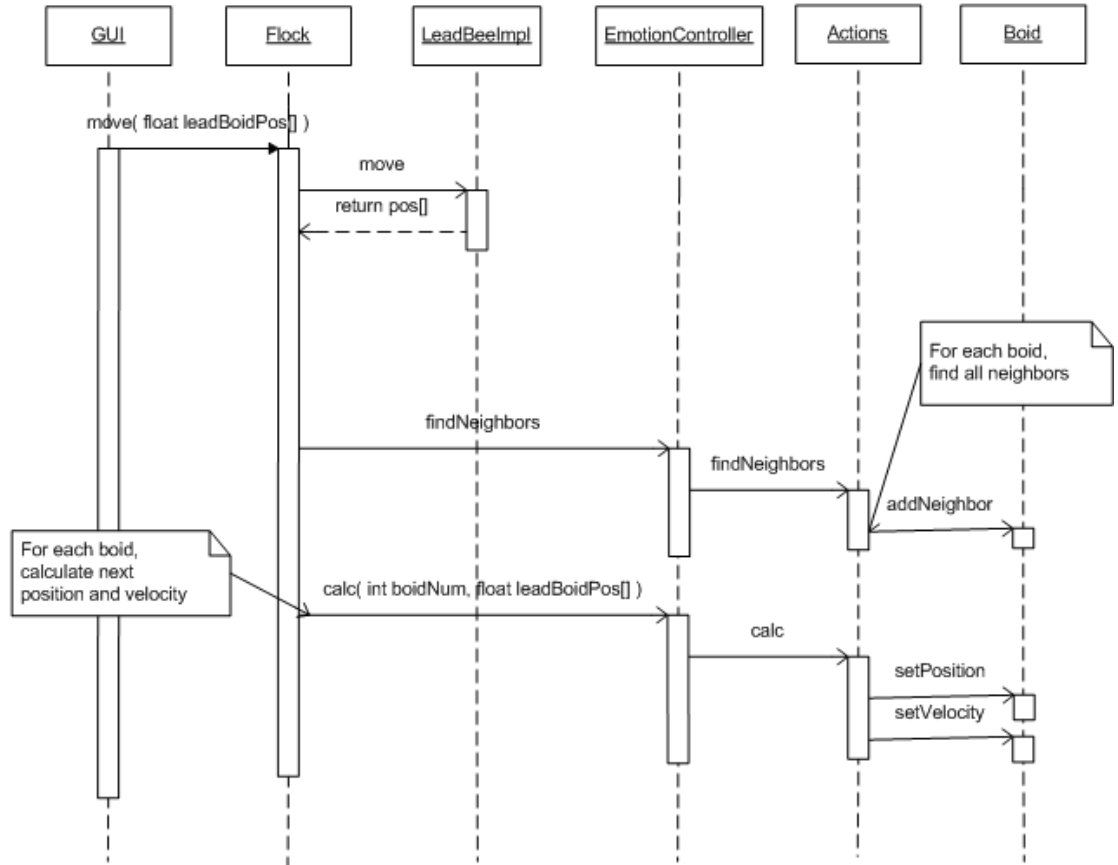 GUI
Flock
LeadBeeImpl
EmotionController
Actions
Boid
move( float leadBoidPos[] )
move
return pos[]
For each boid,
find all neighbors
findNeighbors
findNeighbors
addNeighbor
For each boid,
calculate next
position and velocity
calc( int boidNum, float leadBoidPos[] )
calc
setPosition
setVelocity